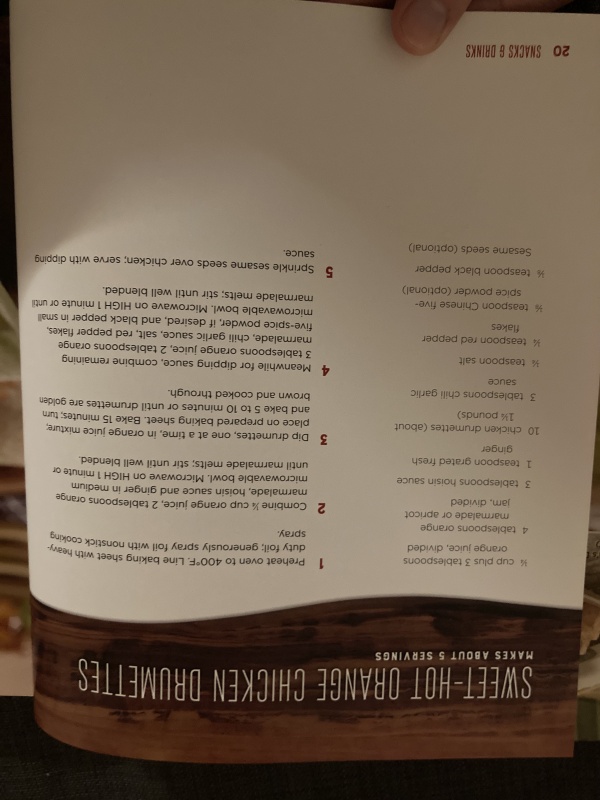 SWEET-HOT ORANGE CHICKEN DRUMETTES
MAKES ABOUT 5 SERVINGS
¼ cup plus 3 tablespoons
orange juice, divided
4 tablespoons orange
marmalade or apricot
jam, divided
3 tablespoons hoisin sauce
1 teaspoon grated fresh
ginger
10 chicken drumettes (about
1¼ pounds)
3 tablespoons chili garlic
sauce
teaspoon salt
teaspoon red pepper
flakes
teaspoon Chinese five-
spice powder (optional)
teaspoon black pepper
Sesame seeds (optional)
1 Preheat oven to 400°F. Line baking sheet with heavy-
duty foil; generously spray foil with nonstick cooking
spray.
2 Combine ¼ cup orange juice, 2 tablespoons orange
marmalade, hoisin sauce and ginger in medium
microwavable bowl. Microwave on HIGH 1 minute or
until marmalade melts; stir until well blended.
3 Dip drumettes, one at a time, in orange juice mixture;
place on prepared baking sheet. Bake 15 minutes; turn
and bake 5 to 10 minutes or until drumettes are golden
brown and cooked through.
4 Meanwhile for dipping sauce, combine remaining
3 tablespoons orange juice, 2 tablespoons orange
marmalade, chili garlic sauce, salt, red pepper flakes,
five-spice powder, if desired, and black pepper in small
microwavable bowl. Microwave on HIGH 1 minute or until
marmalade melts; stir until well blended.
5 Sprinkle sesame seeds over chicken; serve with dipping
sauce.
20 SNACKS & DRINKS